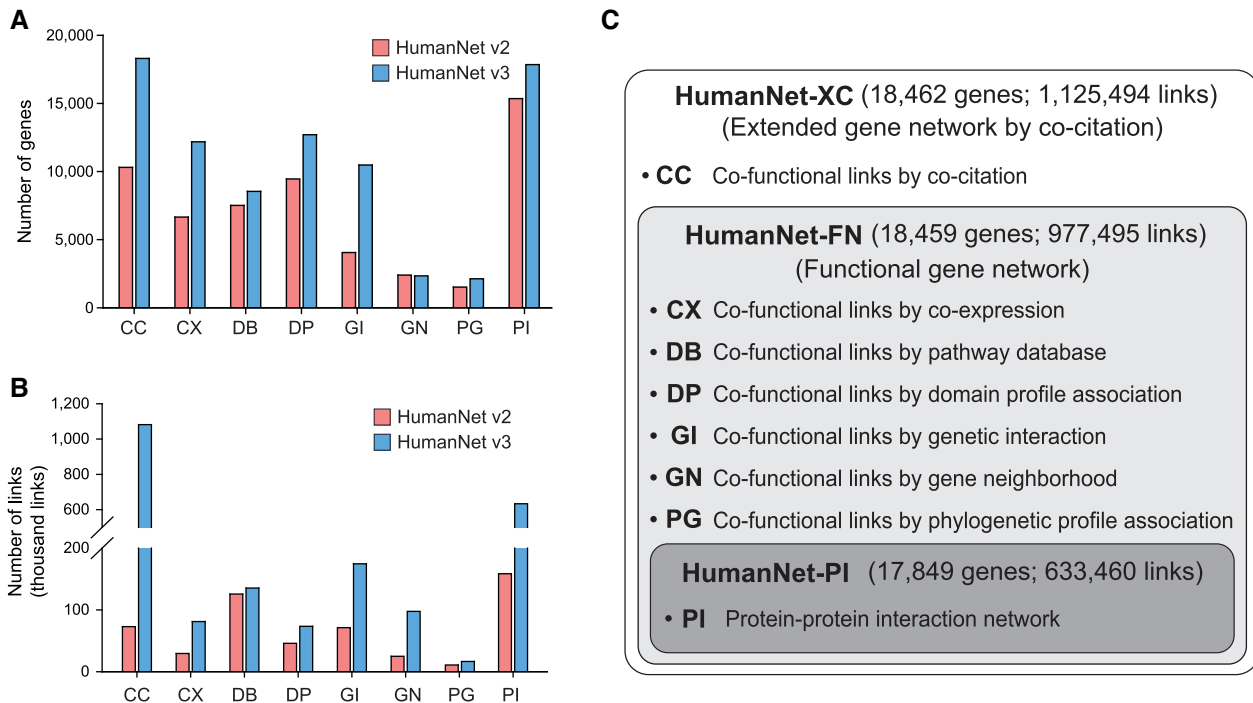 A
20,000
15,000
10,000
5,000
0
Number of genes
HumanNet v2
HumanNet v3
CC CX DB DP GI GN PG PI
B
1,200
1,000
800
600
200
100
0
Number of links
(thousand links)
HumanNet v2
HumanNet v3
CC CX DB DP GI GN PG PI
C
HumanNet-XC (18,462 genes; 1,125,494 links)
(Extended gene network by co-citation)
• CC Co-functional links by co-citation
HumanNet-FN (18,459 genes; 977,495 links)
(Functional gene network)
• CX Co-functional links by co-expression
• DB Co-functional links by pathway database
• DP Co-functional links by domain profile association
• GI Co-functional links by genetic interaction
• GN Co-functional links by gene neighborhood
• PG Co-functional links by phylogenetic profile association
HumanNet-PI (17,849 genes; 633,460 links)
• PI Protein-protein interaction network